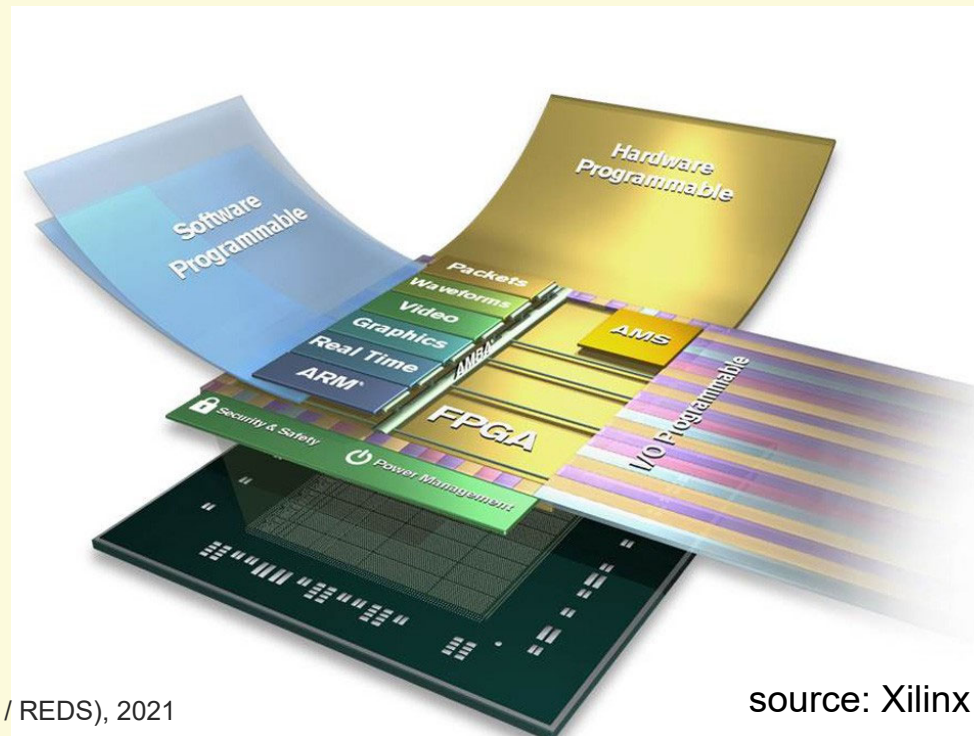 Hardware
Programmable
Software
Programmable
Packets
Waveforms
Video
Graphics
Real Time
ARM®
AMBA®
AMS
FPGA
I/O Programmable
Security & Safety
Power Management
/ REDS), 2021
source: Xilinx